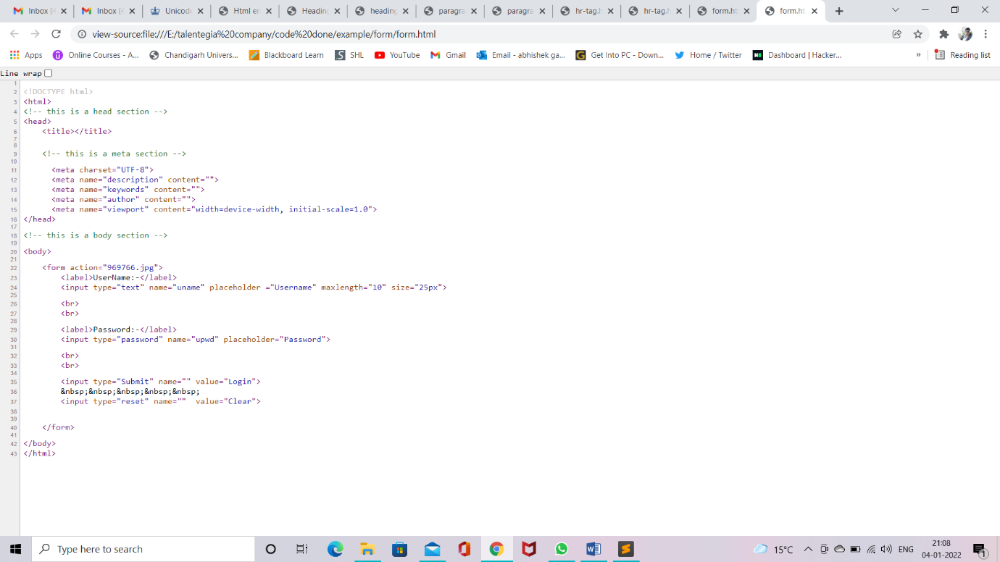 Inbox (4
Inbox (4
Unicode
Html en
Heading
heading
paragra
paragra
hr-tag.h
hr-tag.h
form.ht
form.ht
view-source:file:///E:/talentegia%20company/code%20done/example/form/form.html
Apps
Online Courses - A...
Chandigarh Univers...
Blackboard Learn
SHL
YouTube
Gmail
Email - abhishek ga...
Get Into PC - Down...
Home / Twitter
Dashboard | Hacker...
»
Reading list
Line wrap
1
2 <!DOCTYPE html>
3 <html>
4 <!-- this is a head section -->
5 <head>
6 <title></title>
7
8
9 <!-- this is a meta section -->
10
11 <meta charset="UTF-8">
12 <meta name="description" content="">
13 <meta name="keywords" content="">
14 <meta name="author" content="">
15 <meta name="viewport" content="width=device-width, initial-scale=1.0">
16 </head>
17
18 <!-- this is a body section -->
19
20 <body>
21
22 <form action="969766.jpg">
23 <label>UserName:-</label>
24 <input type="text" name="uname" placeholder ="Username" maxlength="10" size="25px">
25
26 <br>
27 <br>
28
29 <label>Password:-</label>
30 <input type="password" name="upwd" placeholder="Password">
31
32 <br>
33 <br>
34
35 <input type="Submit" name="" value="Login">
36 &nbsp;&nbsp;&nbsp;&nbsp;&nbsp;
37 <input type="reset" name=""  value="Clear">
38
39
40 </form>
41
42 </body>
43 </html>
Type here to search
15°C
ENG
21:08
04-01-2022
1